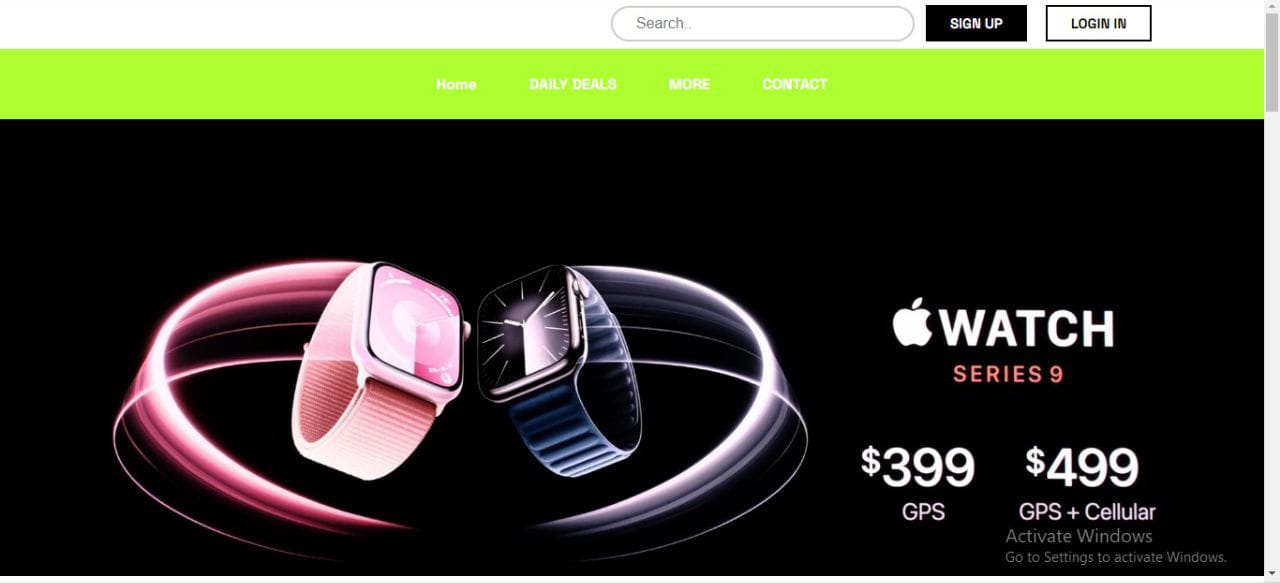 Search..
SIGN UP
LOGIN IN
Home DAILY DEALS MORE CONTACT
WATCH
SERIES 9
$399 $499
GPS GPS + Cellular
Activate Windows
Go to Settings to activate Windows.